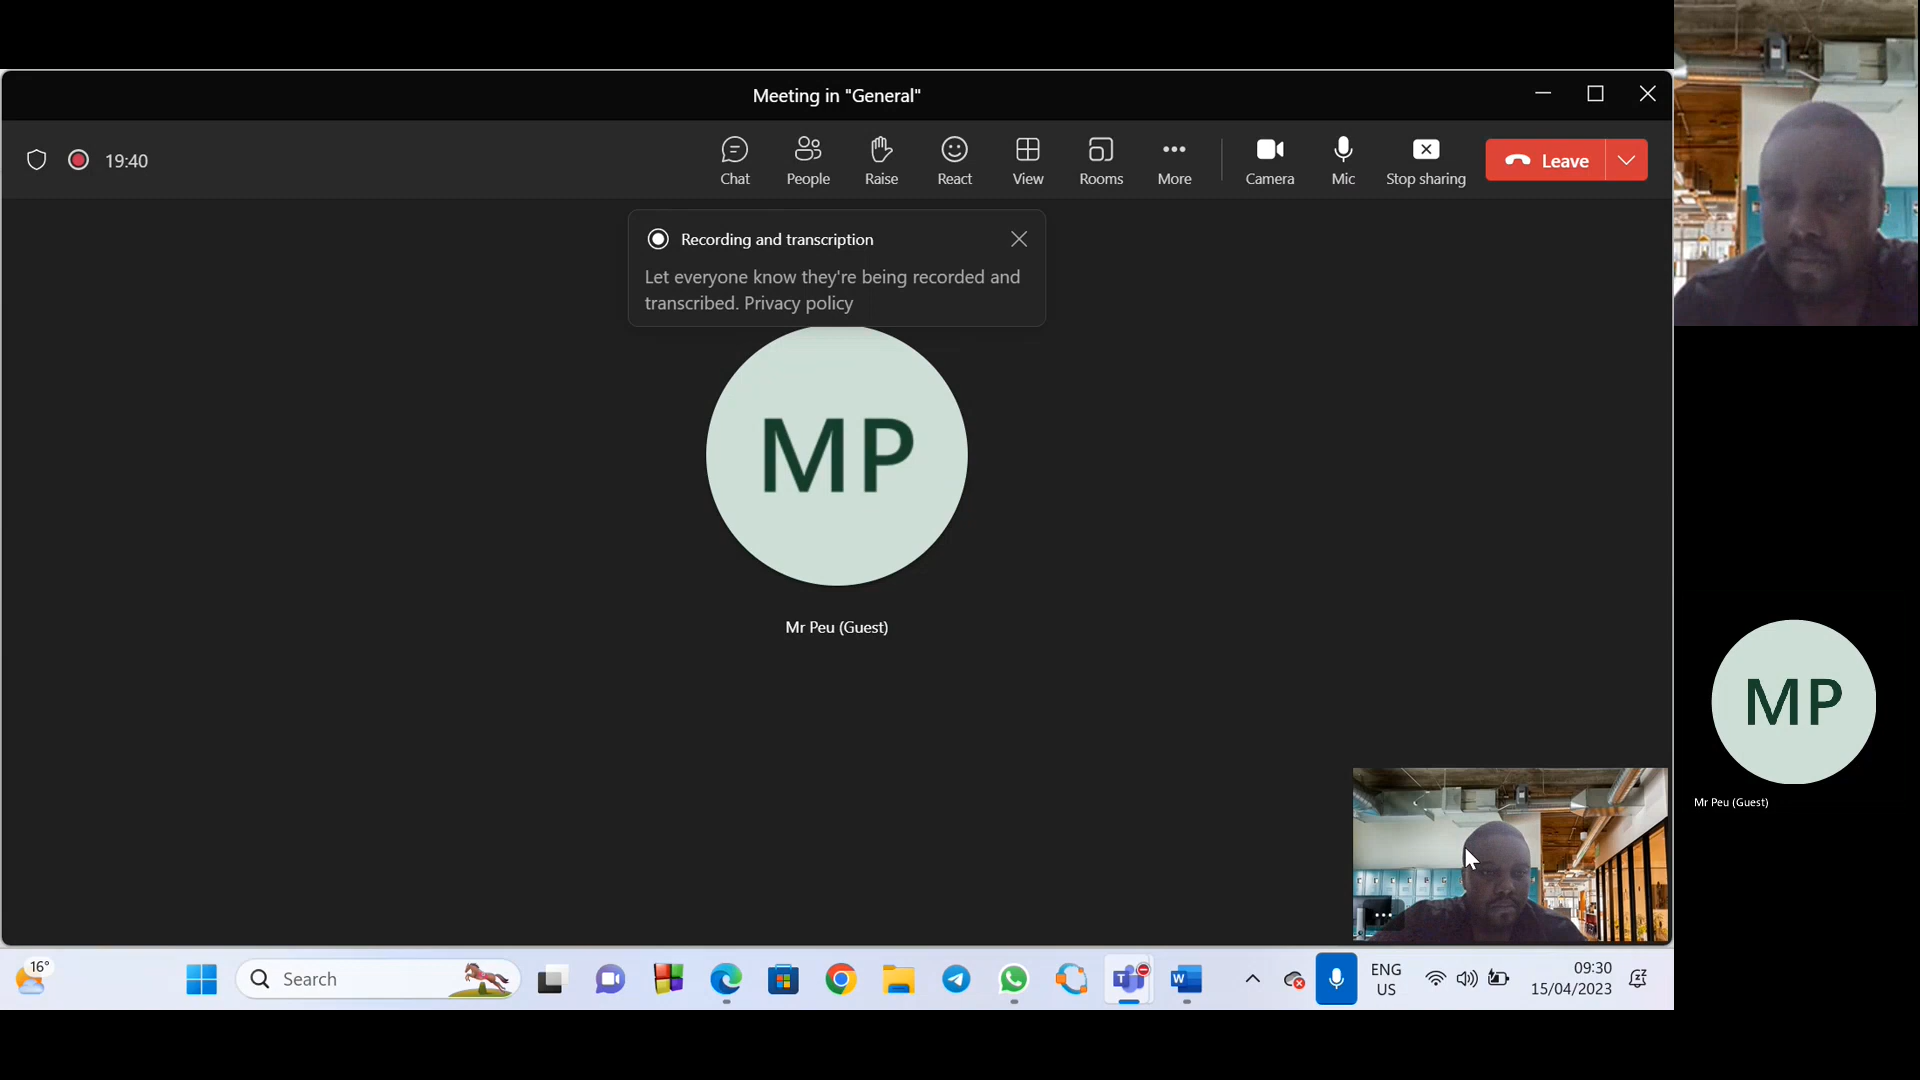 Meeting in "General"
19:40
Chat
People
Raise
React
View
Rooms
More
Camera
Mic
Stop sharing
Leave
Recording and transcription
Let everyone know they're being recorded and
transcribed. Privacy policy
MP
Mr Peu (Guest)
MP
Mr Peu (Guest)
16°
Search
T
W
ENG
US
09:30
15/04/2023